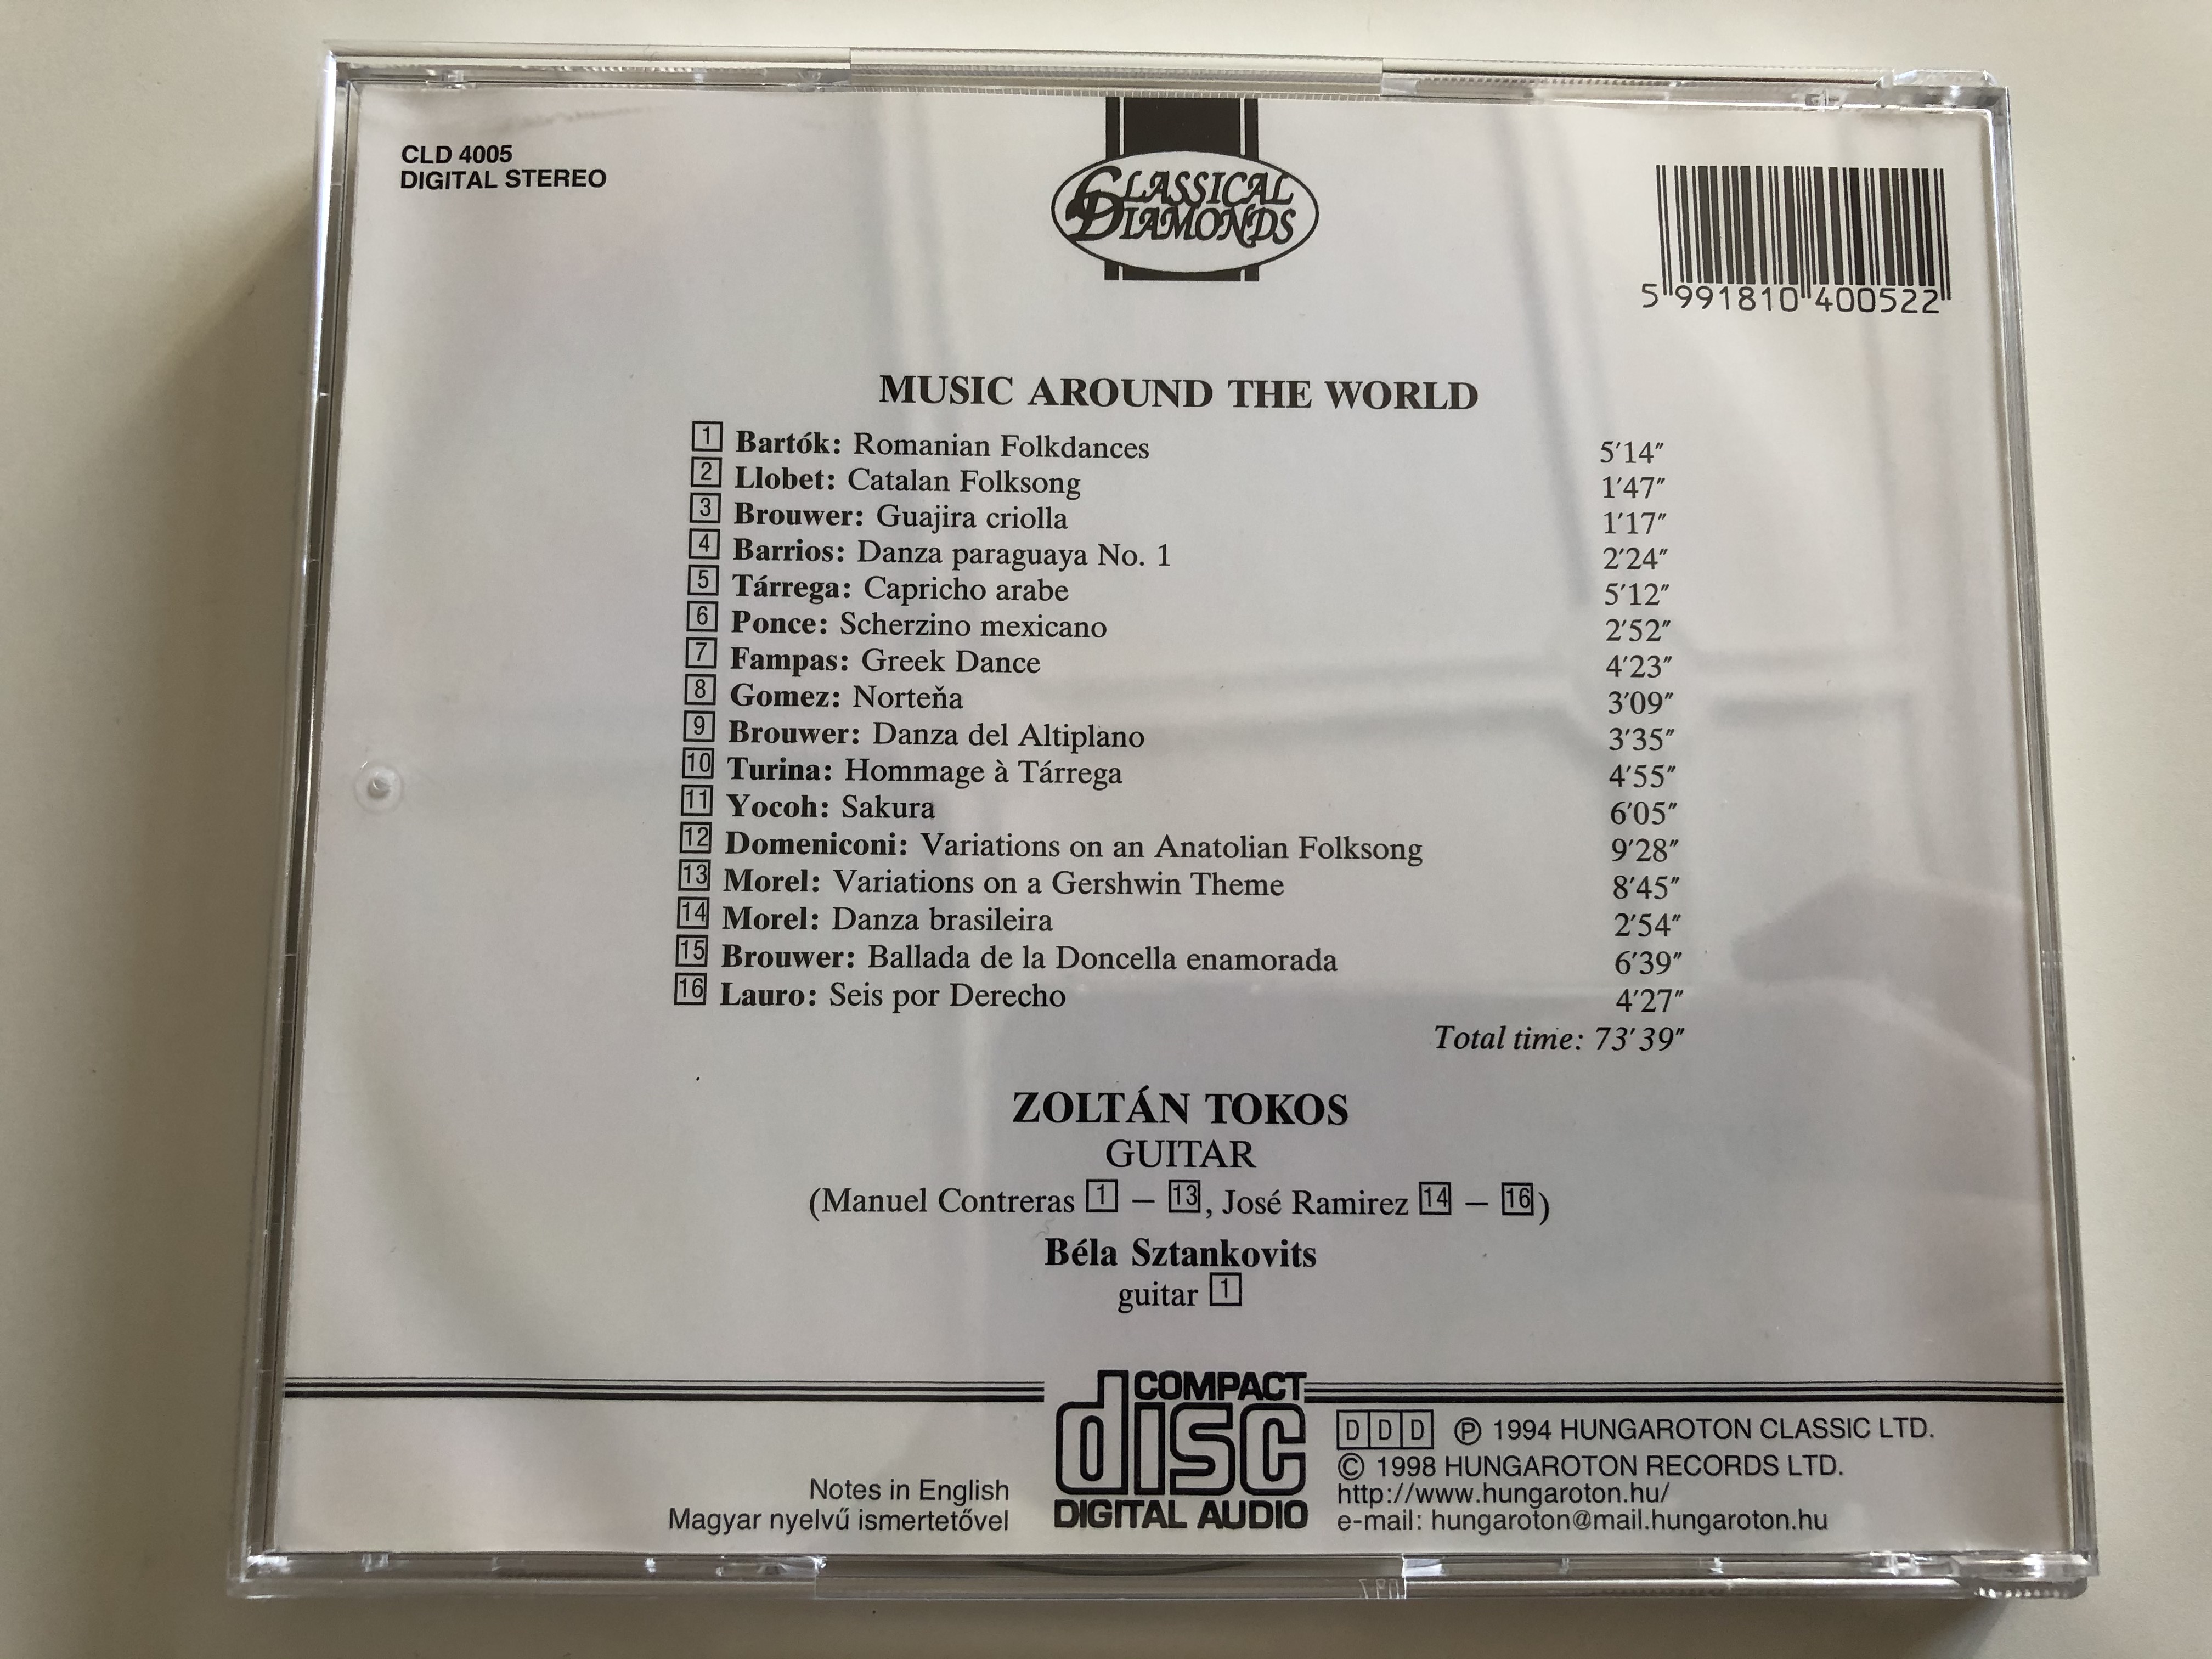 CLD 4005
DIGITAL STEREO
CLASSICAL
DIAMONDS
5 991810 400522
MUSIC AROUND THE WORLD
1 Bartók: Romanian Folkdances 5′14″
2 Llobet: Catalan Folksong 1′47″
3 Brouwer: Guajira criolla 1′17″
4 Barrios: Danza paraguaya No. 1 2′24″
5 Tárrega: Capricho arabe 5′12″
6 Ponce: Scherzino mexicano 2′52″
7 Fampas: Greek Dance 4′23″
8 Gomez: Norteňa 3′09″
9 Brouwer: Danza del Altiplano 3′35″
10 Turina: Hommage à Tárrega 4′55″
11 Yocoh: Sakura 6′05″
12 Domeniconi: Variations on an Anatolian Folksong 9′28″
13 Morel: Variations on a Gershwin Theme 8′45″
14 Morel: Danza brasileira 2′54″
15 Brouwer: Ballada de la Doncella enamorada 6′39″
16 Lauro: Seis por Derecho 4′27″
Total time: 73′39″
ZOLTÁN TOKOS
GUITAR
(Manuel Contreras 1 – 13, José Ramirez 14 – 16)
Béla Sztankovits
guitar 1
Notes in English
Magyar nyelvű ismertetővel
COMPACT
disc
DIGITAL AUDIO
DDD ℗ 1994 HUNGAROTON CLASSIC LTD.
© 1998 HUNGAROTON RECORDS LTD.
http://www.hungaroton.hu/
e-mail: hungaroton@mail.hungaroton.hu